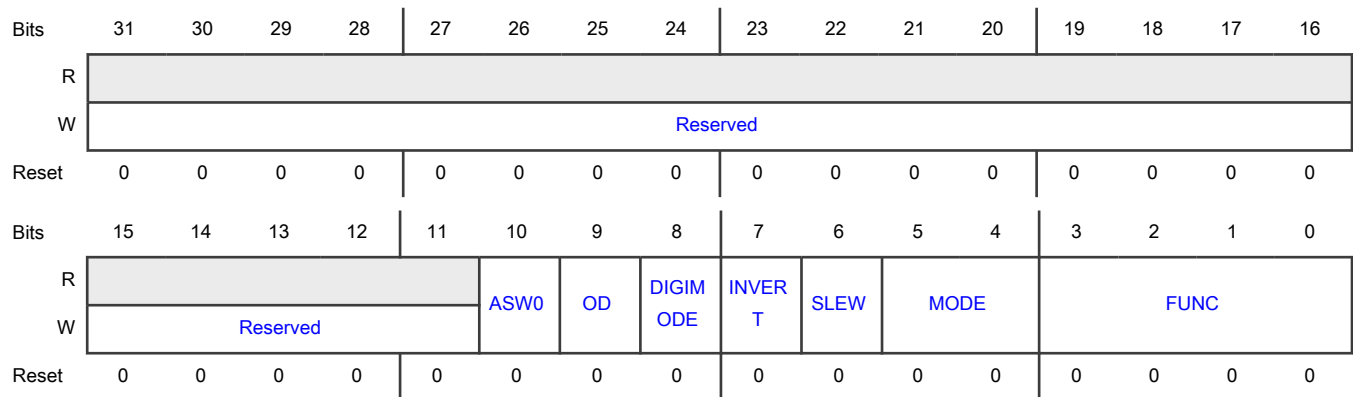 Bits 31 30 29 28 27 26 25 24 23 22 21 20 19 18 17 16
R
W Reserved
Reset 0 0 0 0 0 0 0 0 0 0 0 0 0 0 0 0
Bits 15 14 13 12 11 10 9 8 7 6 5 4 3 2 1 0
R
ASW0 OD DIGIM
ODE INVER
T SLEW MODE FUNC
W Reserved
Reset 0 0 0 0 0 0 0 0 0 0 0 0 0 0 0 0